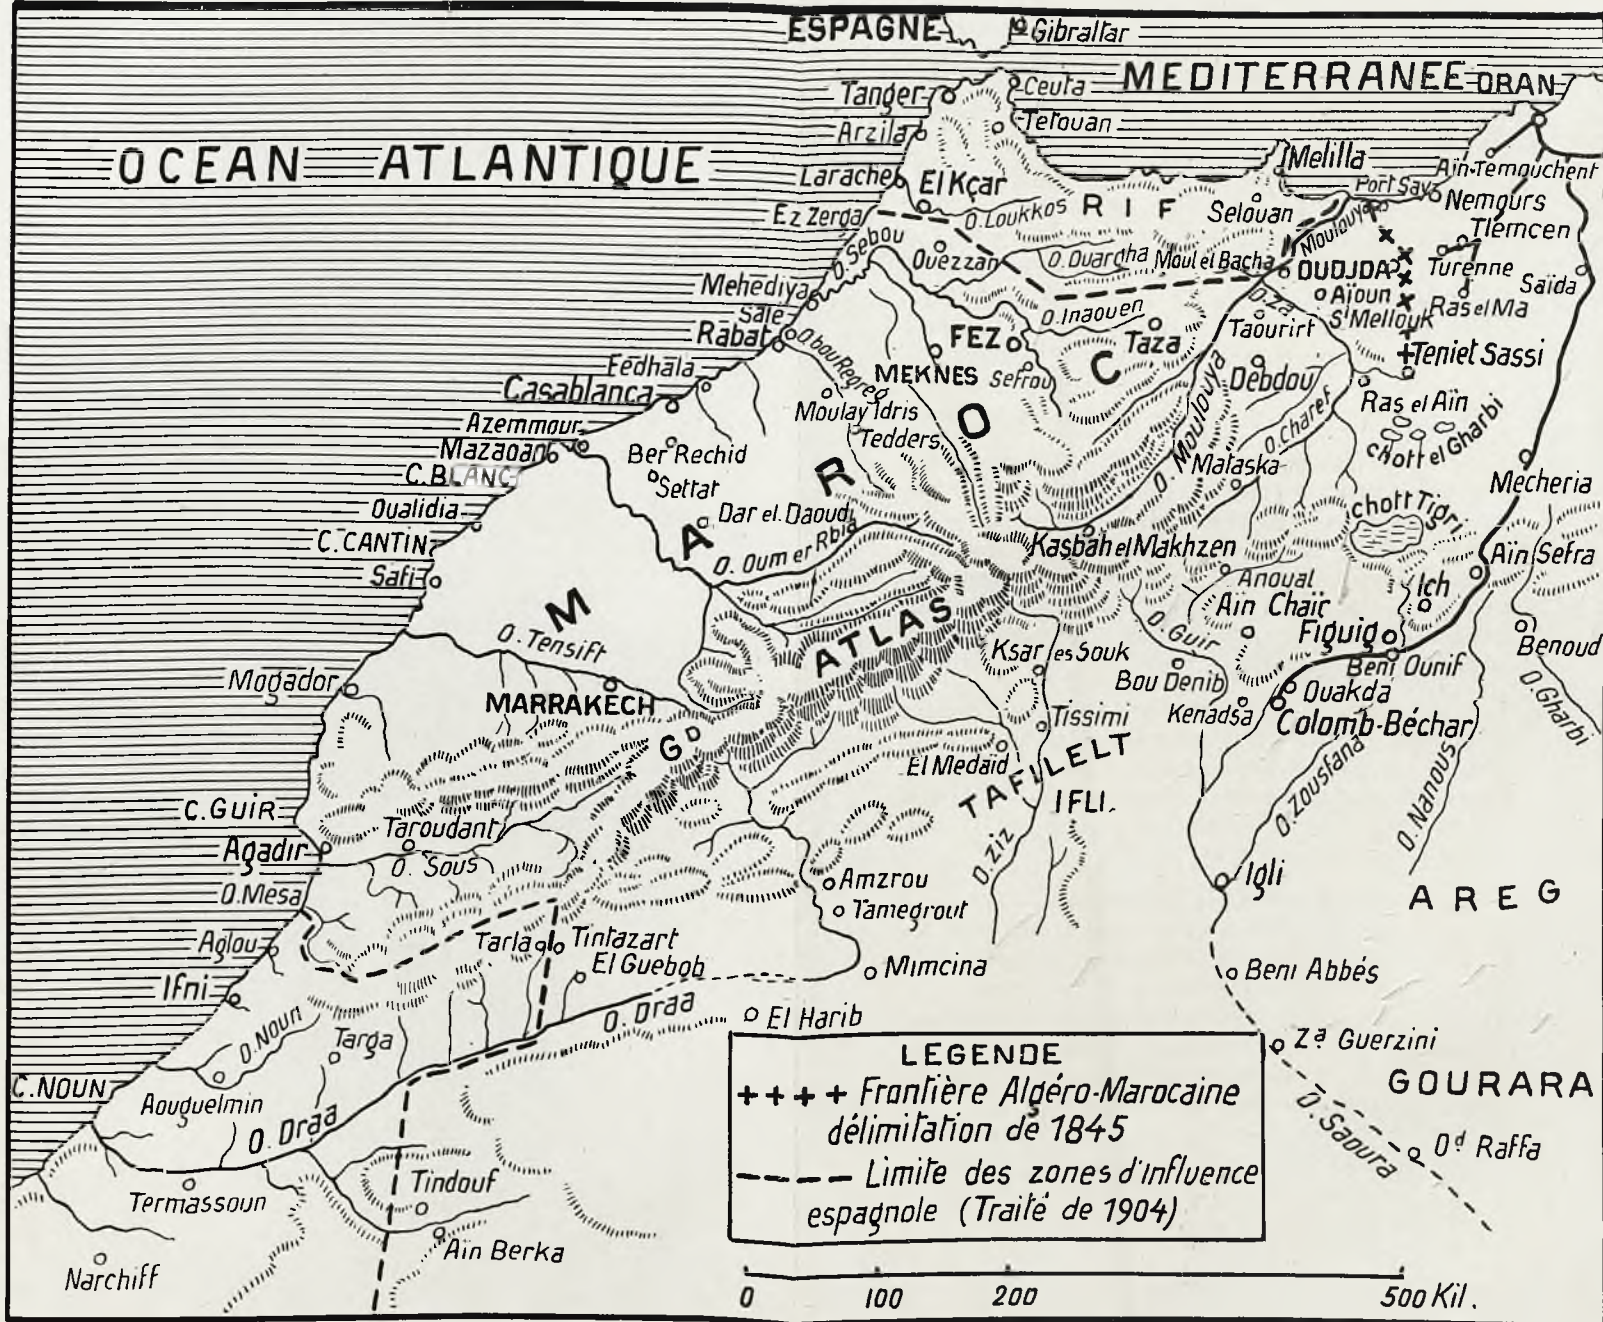 ESPAGNE
Gibraltar
MEDITERRANEE
ORAN
Tanger
Ceuta
Arzila
Tetouan
OCEAN ATLANTIQUE
Melilla
Aïn-Temouchent
Larache
El Kçar
Port Say
Nemours
Ez Zerga
O. Loukkos
RIF
Selouan
Moulouya
Tlemcen
O. Sebou
Ouezzan
O. Ouargha
Moul el Bacha
OUDJDA
Turenne
Saïda
Mehediya
O. Za
Aïoun
Ras el Ma
Sale
O. Inaouen
Taourirt
St Mellouk
Rabat
O. bou Regreg
FEZ
Taza
Teniet Sassi
Fedhala
MEKNES
Sefrou
Debdou
Casablanca
Moulay Idris
Ras el Aïn
Azemmour
Tedders
O. Moulouya
O. Charef
chott el Gharbi
Mazagan
Ber Rechid
Mataska
C. BLANC
Settat
Mecheria
Oualidia
Dar el. Daoudi
chott Tigri
C. CANTIN
O. Oum er Rbia
Kasbah el Makhzen
Aïn Sefra
Safi
Anoual
Ich
MAROC
Aïn Chaïr
O. Tensift
Gd ATLAS
O. Guir
Figuig
Benoud
Ksar es Souk
Beni Ounif
Mogador
Bou Denib
O. Gharbi
MARRAKECH
Ouakda
Kenadsa
Colomb-Béchar
Tissimi
El Medaïd
TAFILELT
O. Zousfana
O. Nanous
IFLI.
C. GUIR
Taroudant
Agadir
O. Sous
O. Ziz
Igli
Amzrou
O. Mesa
Tamegrout
AREG
Aglou
Tarla
Tintazart
El Guebob
Mimcina
Beni Abbés
Ifni
O. Draa
El Harib
O. Noun
Targa
Za Guerzini
C. NOUN
GOURARA
Aouguelmin
O. Draa
O. Saoura
Od Raffa
Termassoun
Tindouf
Aïn Berka
Narchiff
LEGENDE
++++ Frontière Algéro-Marocaine
délimitation de 1845
---- Limite des zones d'influence
espagnole (Traité de 1904)
0 100 200 500 Kil.